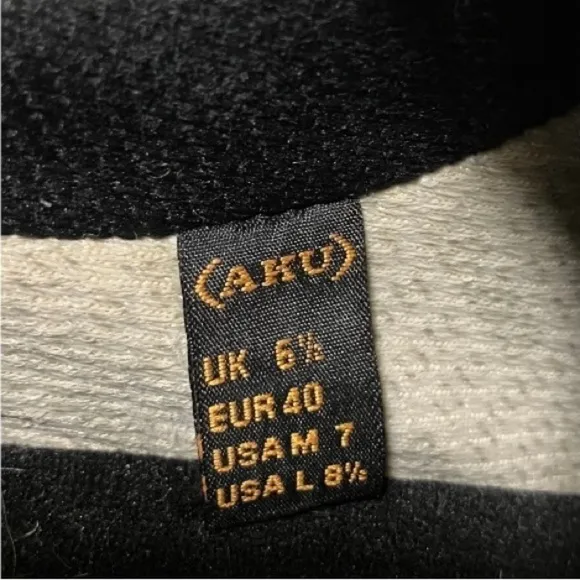 (AKU)
UK 6½
EUR 40
USA M 7
USA L 8½